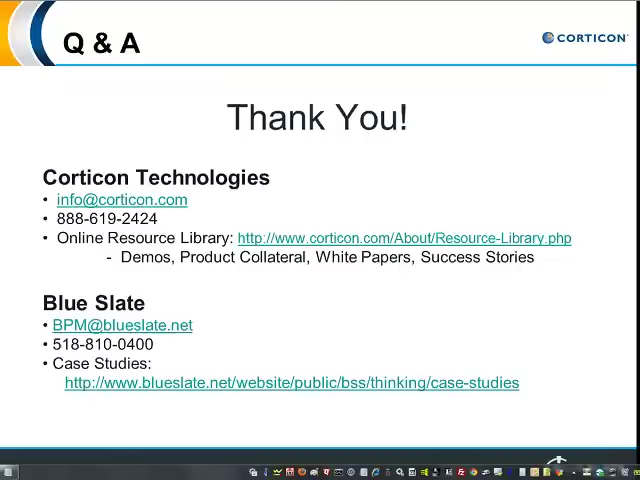 Q & A
CORTICON
Thank You!
Corticon Technologies
• info@corticon.com
• 888-619-2424
• Online Resource Library: http://www.corticon.com/About/Resource-Library.php
- Demos, Product Collateral, White Papers, Success Stories
Blue Slate
• BPM@blueslate.net
• 518-810-0400
• Case Studies:
http://www.blueslate.net/website/public/bss/thinking/case-studies